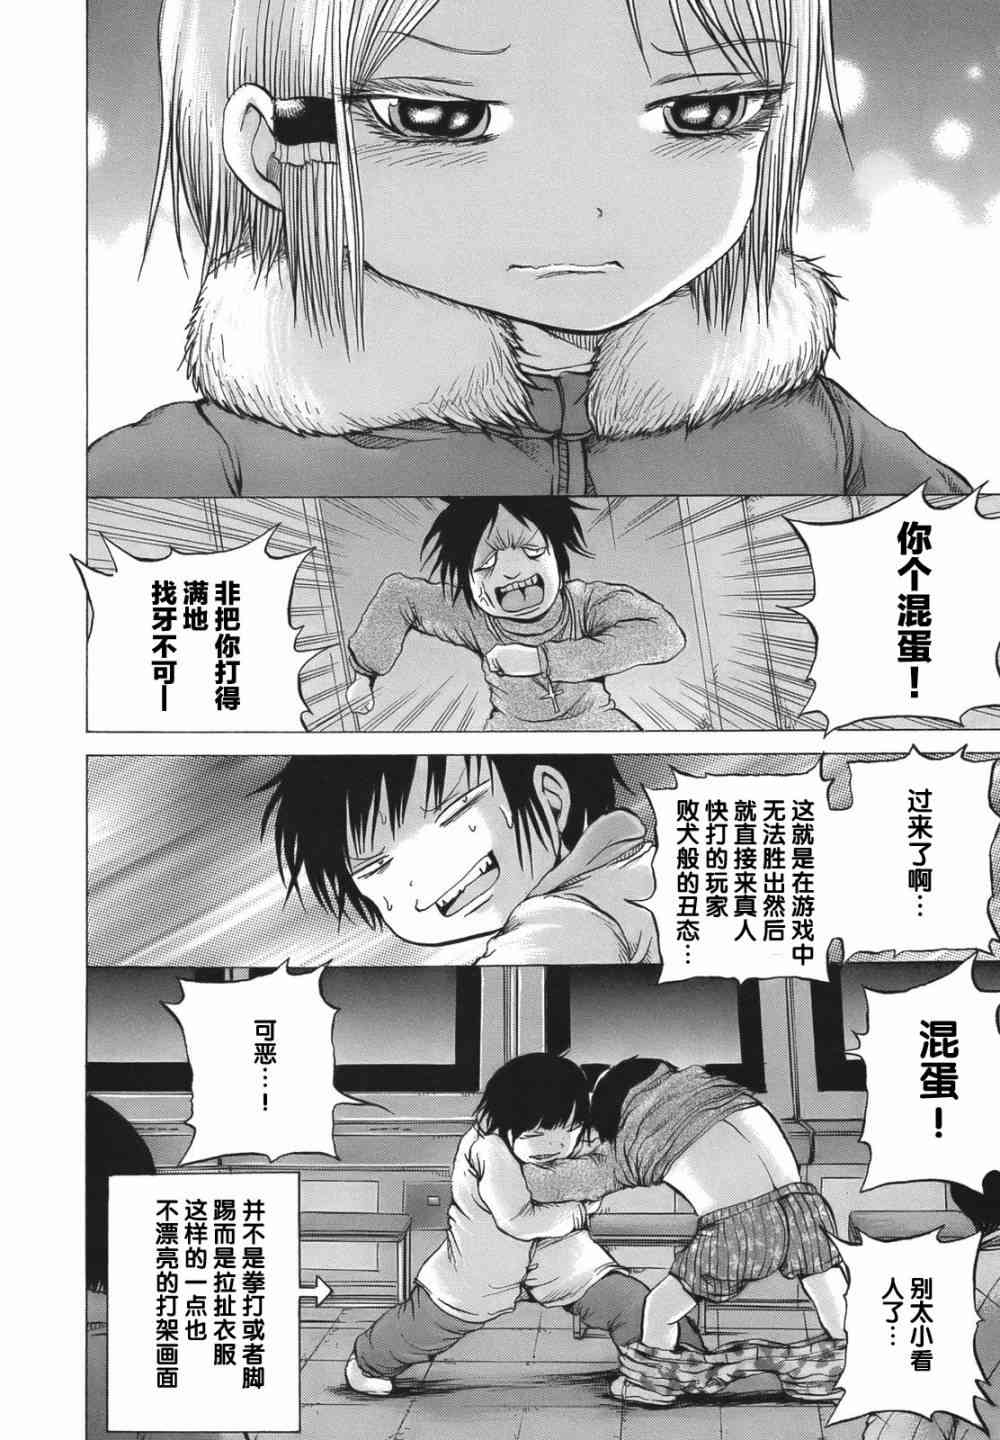 你个混蛋！
非把你打得
满地
找牙不可—
过来了啊…
这就是在游戏中
无法胜出然后
就直接来真人
快打的玩家
败犬般的丑态…
混蛋！
可恶…！
别太小看
人了…
并不是拳打或者脚
踢而是拉扯衣服
这样的一点也
不漂亮的打架画面